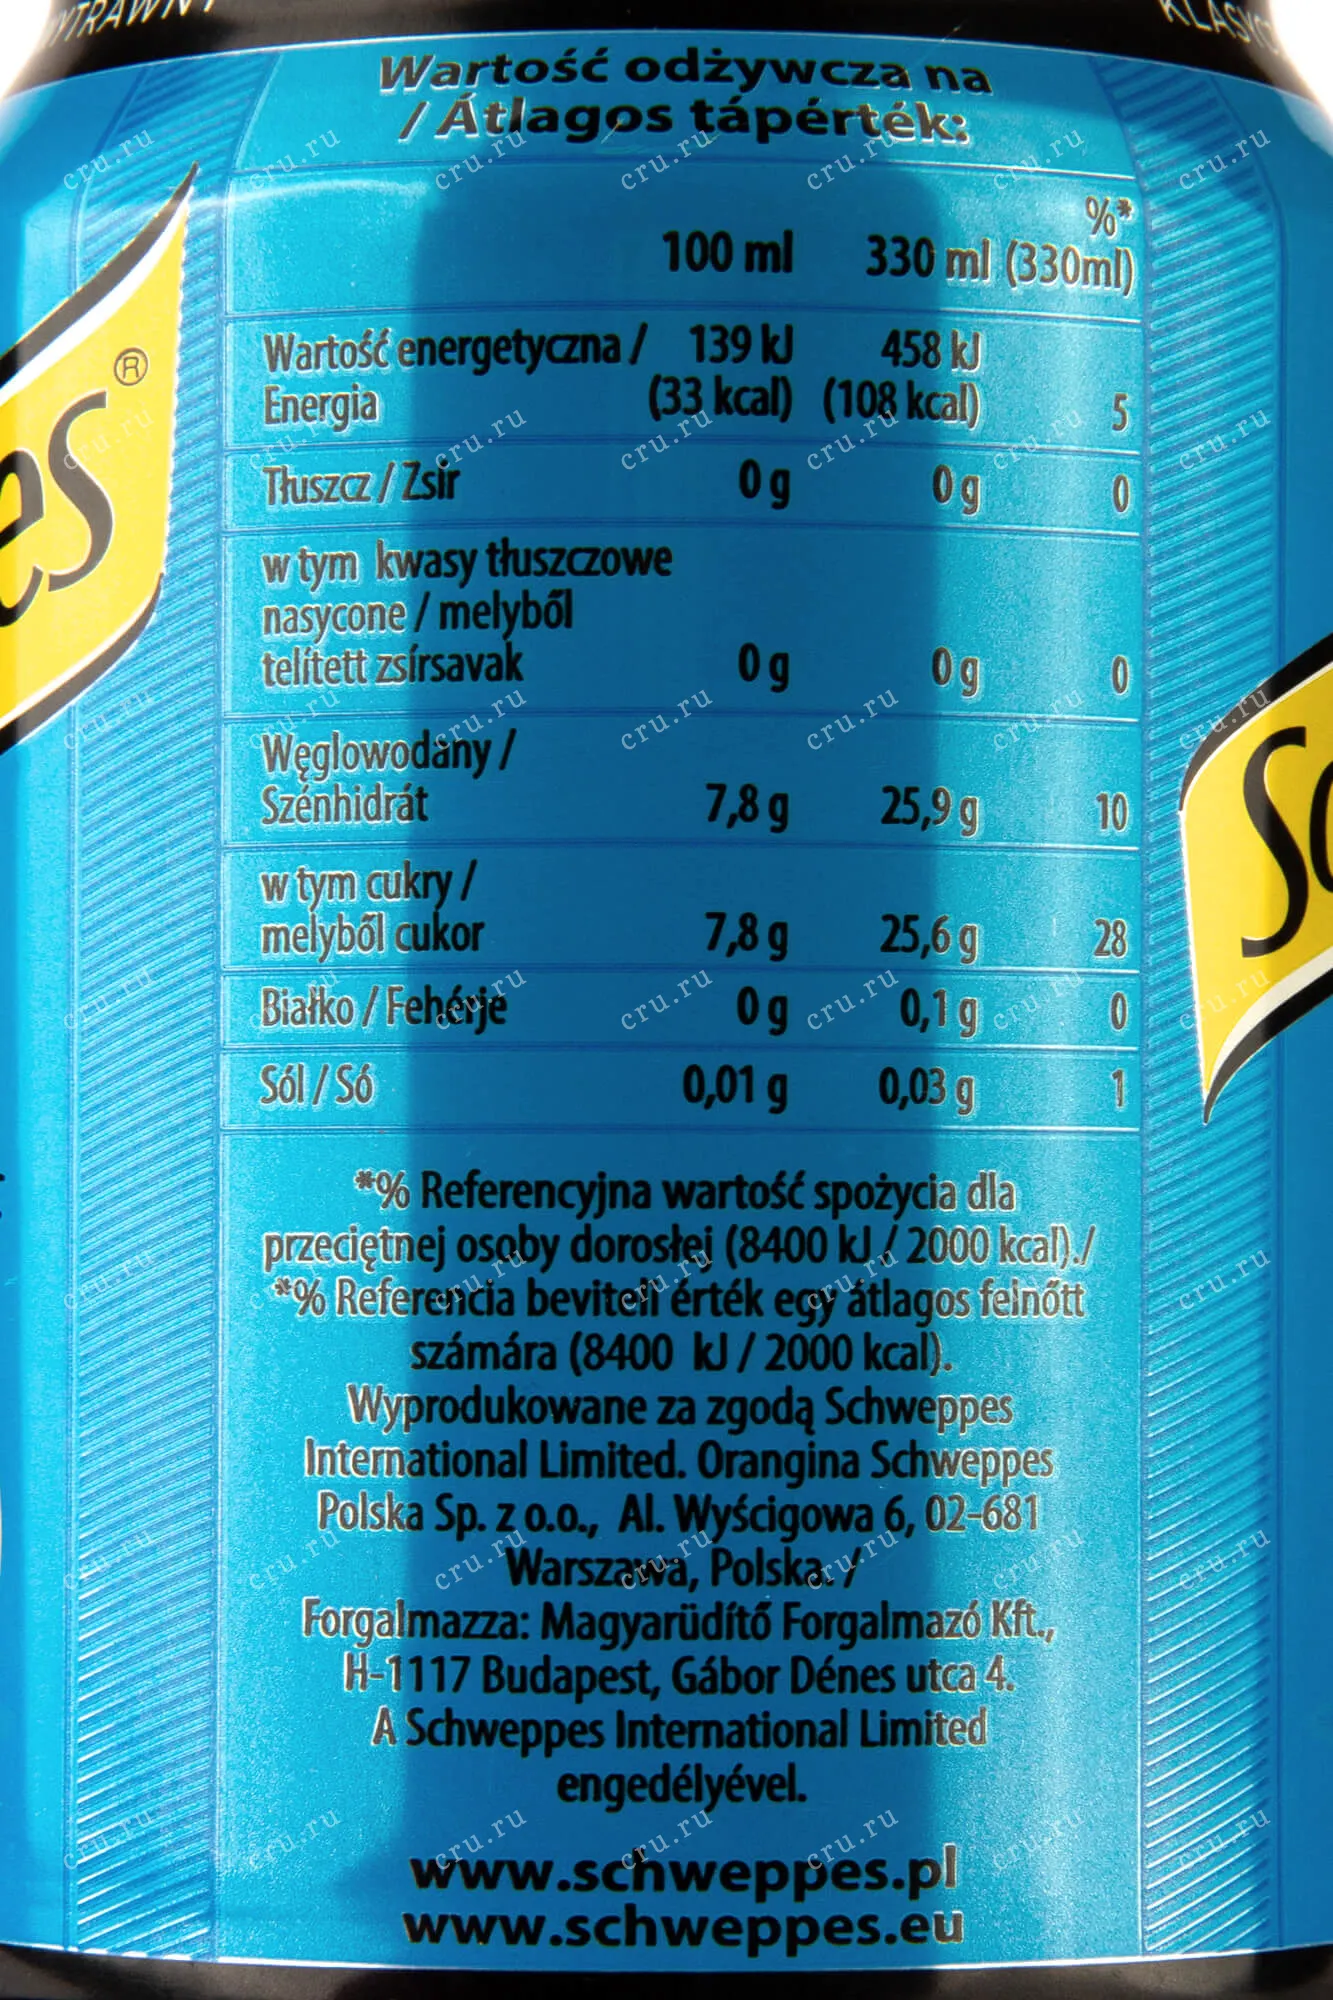 Wartość odżywcza na
/ Átlagos tápérték:
%*
100 ml 330 ml (330ml)
Wartość energetyczna / 139 kJ 458 kJ
Energia (33 kcal) (108 kcal) 5
Tłuszcz / Zsír 0 g 0 g 0
w tym kwasy tłuszczowe
nasycone / melyből
telített zsírsavak 0 g 0 g 0
Węglowodany /
Szénhidrát 7,8 g 25,9 g 10
w tym cukry /
melyből cukor 7,8 g 25,6 g 28
Białko / Fehérje 0 g 0,1 g 0
Sól / Só 0,01 g 0,03 g 1
*% Referencyjna wartość spożycia dla
przeciętnej osoby dorosłej (8400 kJ / 2000 kcal)./
*% Referencia beviteli érték egy átlagos felnőtt
számára (8400 kJ / 2000 kcal).
Wyprodukowane za zgodą Schweppes
International Limited. Orangina Schweppes
Polska Sp. z o.o., Al. Wyścigowa 6, 02-681
Warszawa, Polska. /
Forgalmazza: Magyarüdítő Forgalmazó Kft.,
H-1117 Budapest, Gábor Dénes utca 4.
A Schweppes International Limited
engedélyével.
www.schweppes.pl
www.schweppes.eu